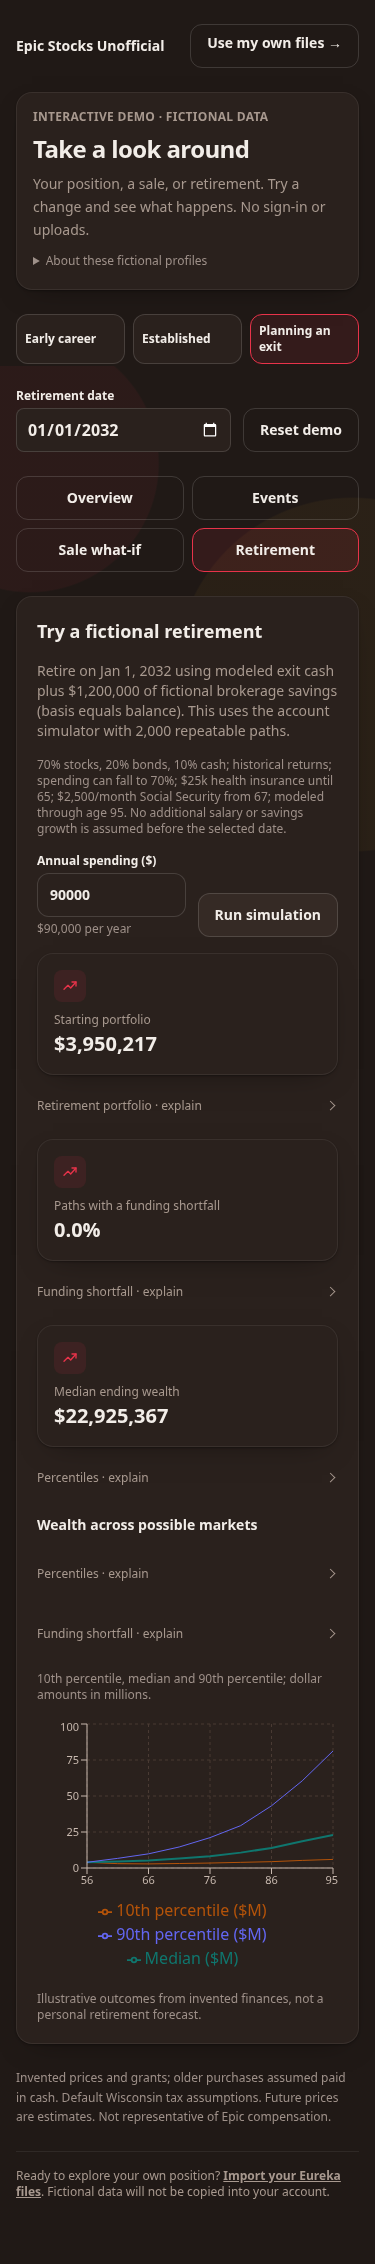 Epic Stocks Unofficial
Use my own files →
INTERACTIVE DEMO · FICTIONAL DATA
Take a look around
Your position, a sale, or retirement. Try a
change and see what happens. No sign-in or
uploads.
About these fictional profiles
Early career
Established
Planning an
exit
Retirement date
01/01/2032
Reset demo
Overview
Events
Sale what-if
Retirement
Try a fictional retirement
Retire on Jan 1, 2032 using modeled exit cash
plus $1,200,000 of fictional brokerage savings
(basis equals balance). This uses the account
simulator with 2,000 repeatable paths.
70% stocks, 20% bonds, 10% cash; historical returns;
spending can fall to 70%; $25k health insurance until
65; $2,500/month Social Security from 67; modeled
through age 95. No additional salary or savings
growth is assumed before the selected date.
Annual spending ($)
90000
$90,000 per year
Run simulation
Starting portfolio
$3,950,217
Retirement portfolio · explain
Paths with a funding shortfall
0.0%
Funding shortfall · explain
Median ending wealth
$22,925,367
Percentiles · explain
Wealth across possible markets
Percentiles · explain
Funding shortfall · explain
10th percentile, median and 90th percentile; dollar
amounts in millions.
100
75
50
25
0
56 66 76 86 95
10th percentile ($M)
90th percentile ($M)
Median ($M)
Illustrative outcomes from invented finances, not a
personal retirement forecast.
Invented prices and grants; older purchases assumed paid
in cash. Default Wisconsin tax assumptions. Future prices
are estimates. Not representative of Epic compensation.
Ready to explore your own position? Import your Eureka
files. Fictional data will not be copied into your account.